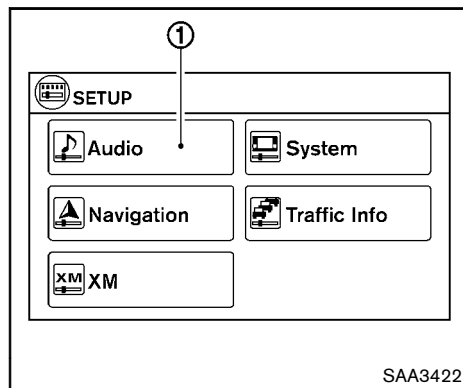 ①
SETUP
Audio
System
Navigation
Traffic Info
XM XM
SAA3422